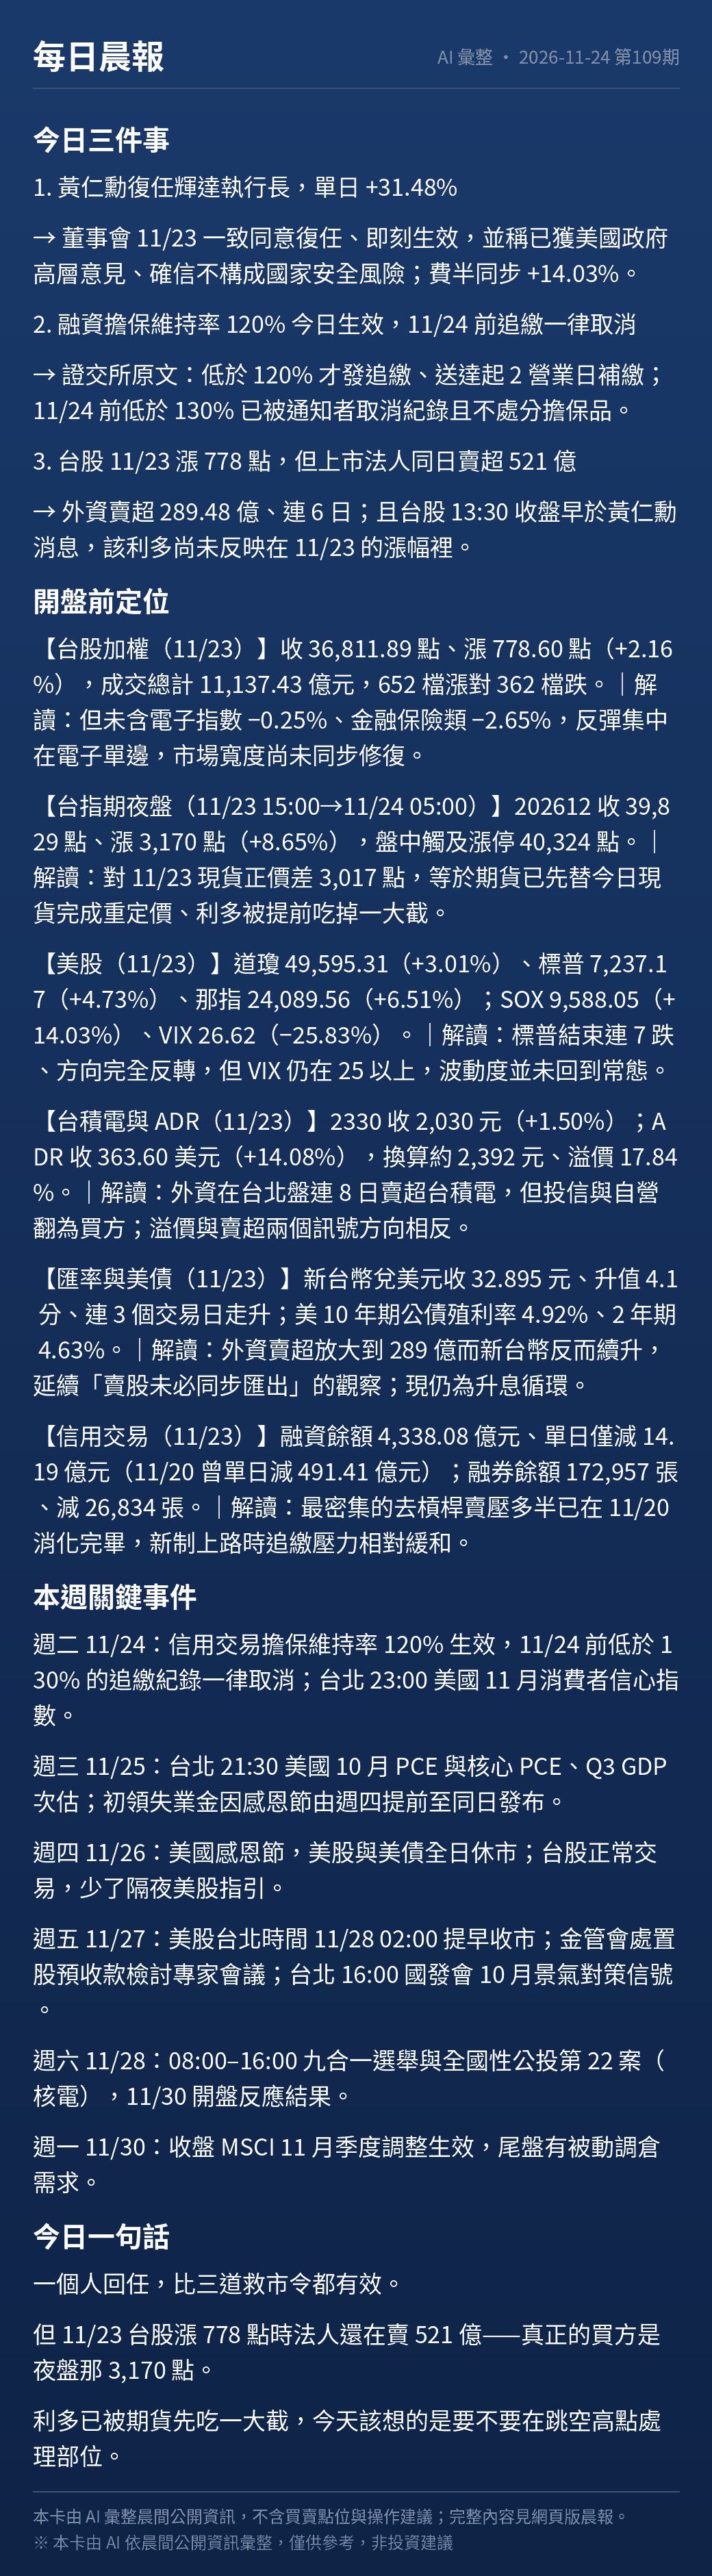 每日晨報
AI 彙整 · 2026-11-24 第109期
今日三件事
1. 黃仁勳復任輝達執行長，單日 +31.48%
→ 董事會 11/23 一致同意復任、即刻生效，並稱已獲美國政府
高層意見、確信不構成國家安全風險；費半同步 +14.03%。
2. 融資擔保維持率 120% 今日生效，11/24 前追繳一律取消
→ 證交所原文：低於 120% 才發追繳、送達起 2 營業日補繳；
11/24 前低於 130% 已被通知者取消紀錄且不處分擔保品。
3. 台股 11/23 漲 778 點，但上市法人同日賣超 521 億
→ 外資賣超 289.48 億、連 6 日；且台股 13:30 收盤早於黃仁勳
消息，該利多尚未反映在 11/23 的漲幅裡。
開盤前定位
【台股加權（11/23）】收 36,811.89 點、漲 778.60 點（+2.16
%），成交總計 11,137.43 億元，652 檔漲對 362 檔跌。｜解
讀：但未含電子指數 −0.25%、金融保險類 −2.65%，反彈集中
在電子單邊，市場寬度尚未同步修復。
【台指期夜盤（11/23 15:00→11/24 05:00）】202612 收 39,8
29 點、漲 3,170 點（+8.65%），盤中觸及漲停 40,324 點。｜
解讀：對 11/23 現貨正價差 3,017 點，等於期貨已先替今日現
貨完成重定價、利多被提前吃掉一大截。
【美股（11/23）】道瓊 49,595.31（+3.01%）、標普 7,237.1
7（+4.73%）、那指 24,089.56（+6.51%）；SOX 9,588.05（+
14.03%）、VIX 26.62（−25.83%）。｜解讀：標普結束連 7 跌
、方向完全反轉，但 VIX 仍在 25 以上，波動度並未回到常態。
【台積電與 ADR（11/23）】2330 收 2,030 元（+1.50%）；A
DR 收 363.60 美元（+14.08%），換算約 2,392 元、溢價 17.84
%。｜解讀：外資在台北盤連 8 日賣超台積電，但投信與自營
翻為買方；溢價與賣超兩個訊號方向相反。
【匯率與美債（11/23）】新台幣兌美元收 32.895 元、升值 4.1
分、連 3 個交易日走升；美 10 年期公債殖利率 4.92%、2 年期
4.63%。｜解讀：外資賣超放大到 289 億而新台幣反而續升，
延續「賣股未必同步匯出」的觀察；現仍為升息循環。
【信用交易（11/23）】融資餘額 4,338.08 億元、單日僅減 14.
19 億元（11/20 曾單日減 491.41 億元）；融券餘額 172,957 張
、減 26,834 張。｜解讀：最密集的去槓桿賣壓多半已在 11/20
消化完畢，新制上路時追繳壓力相對緩和。
本週關鍵事件
週二 11/24：信用交易擔保維持率 120% 生效，11/24 前低於 1
30% 的追繳紀錄一律取消；台北 23:00 美國 11 月消費者信心指
數。
週三 11/25：台北 21:30 美國 10 月 PCE 與核心 PCE、Q3 GDP
次估；初領失業金因感恩節由週四提前至同日發布。
週四 11/26：美國感恩節，美股與美債全日休市；台股正常交
易，少了隔夜美股指引。
週五 11/27：美股台北時間 11/28 02:00 提早收市；金管會處置
股預收款檢討專家會議；台北 16:00 國發會 10 月景氣對策信號
。
週六 11/28：08:00–16:00 九合一選舉與全國性公投第 22 案（
核電），11/30 開盤反應結果。
週一 11/30：收盤 MSCI 11 月季度調整生效，尾盤有被動調倉
需求。
今日一句話
一個人回任，比三道救市令都有效。
但 11/23 台股漲 778 點時法人還在賣 521 億——真正的買方是
夜盤那 3,170 點。
利多已被期貨先吃一大截，今天該想的是要不要在跳空高點處
理部位。
本卡由 AI 彙整晨間公開資訊，不含買賣點位與操作建議；完整內容見網頁版晨報。
※ 本卡由 AI 依晨間公開資訊彙整，僅供參考，非投資建議